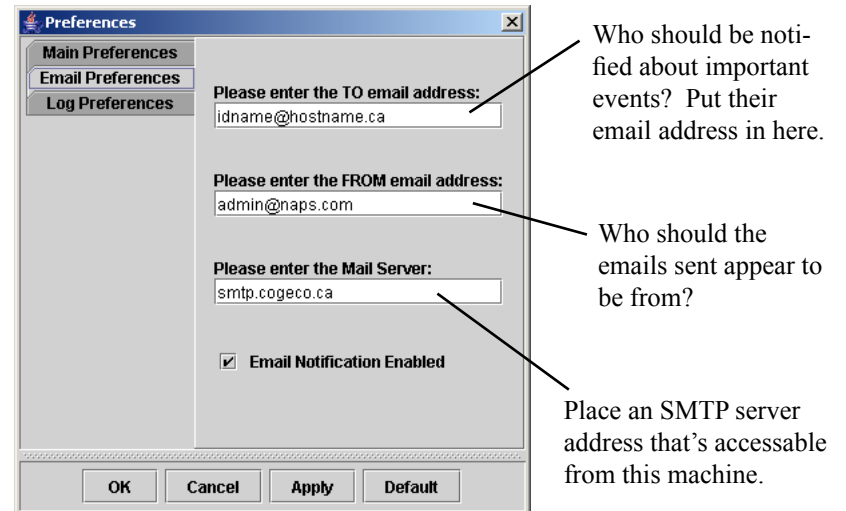 Preferences
Main Preferences
Email Preferences
Log Preferences
Please enter the TO email address:
idname@hostname.ca
Please enter the FROM email address:
admin@naps.com
Please enter the Mail Server:
smtp.cogeco.ca
Email Notification Enabled
OK Cancel Apply Default
Who should be noti-
fied about important
events? Put their
email address in here.
Who should the
emails sent appear to
be from?
Place an SMTP server
address that's accessable
from this machine.